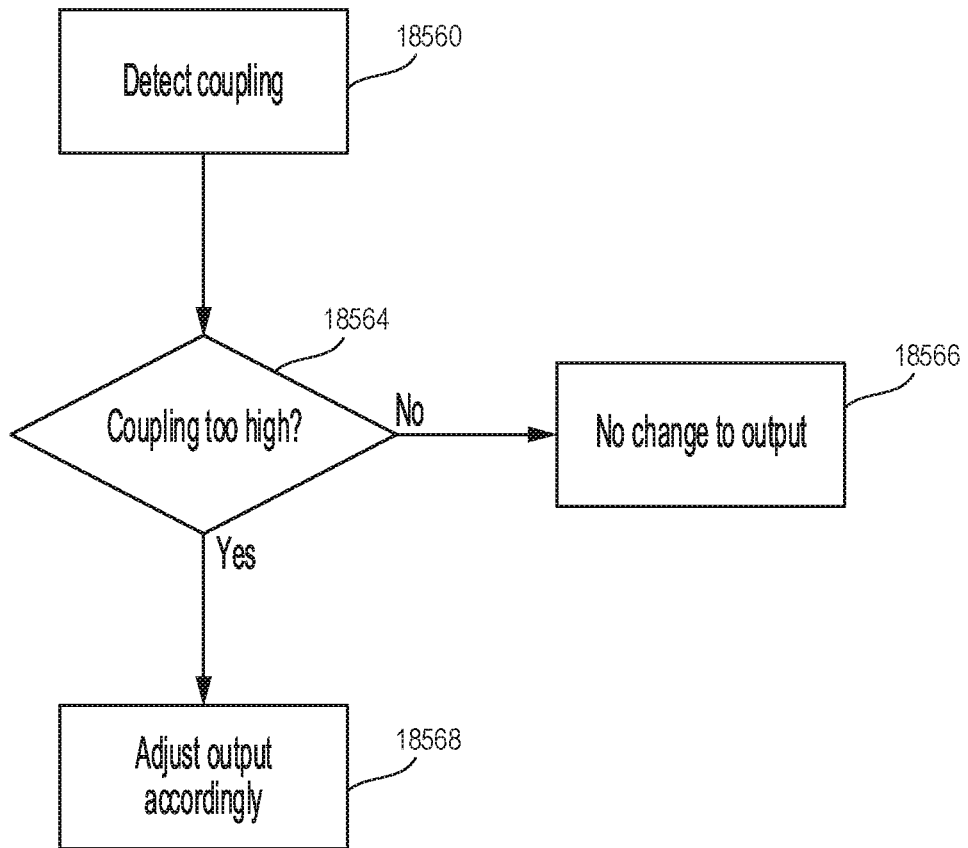 18560
Detect coupling
18564
Coupling too high?
No
18566
No change to output
Yes
18568
Adjust output
accordingly